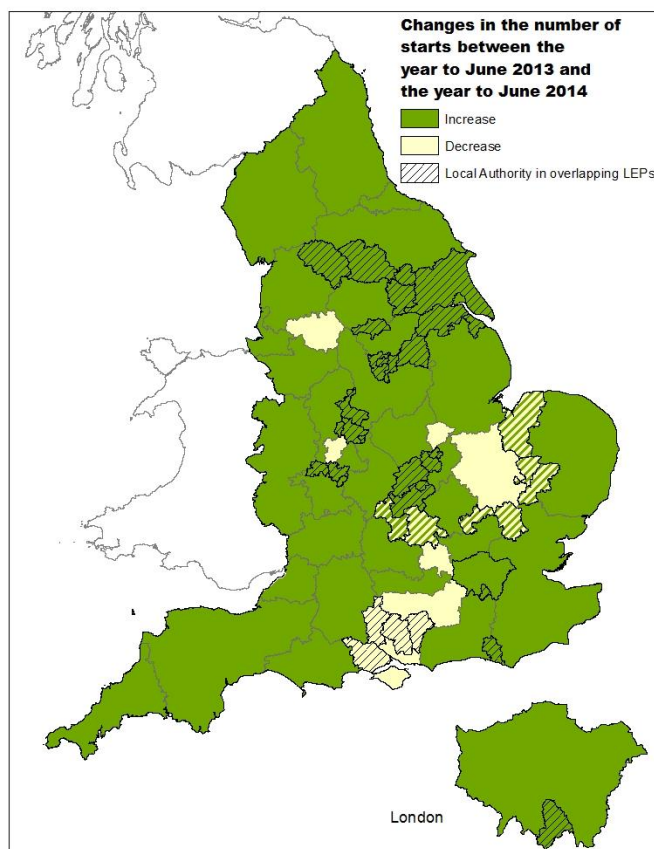 Changes in the number of
starts between the
year to June 2013 and
the year to June 2014
Increase
Decrease
Local Authority in overlapping LEPs
London